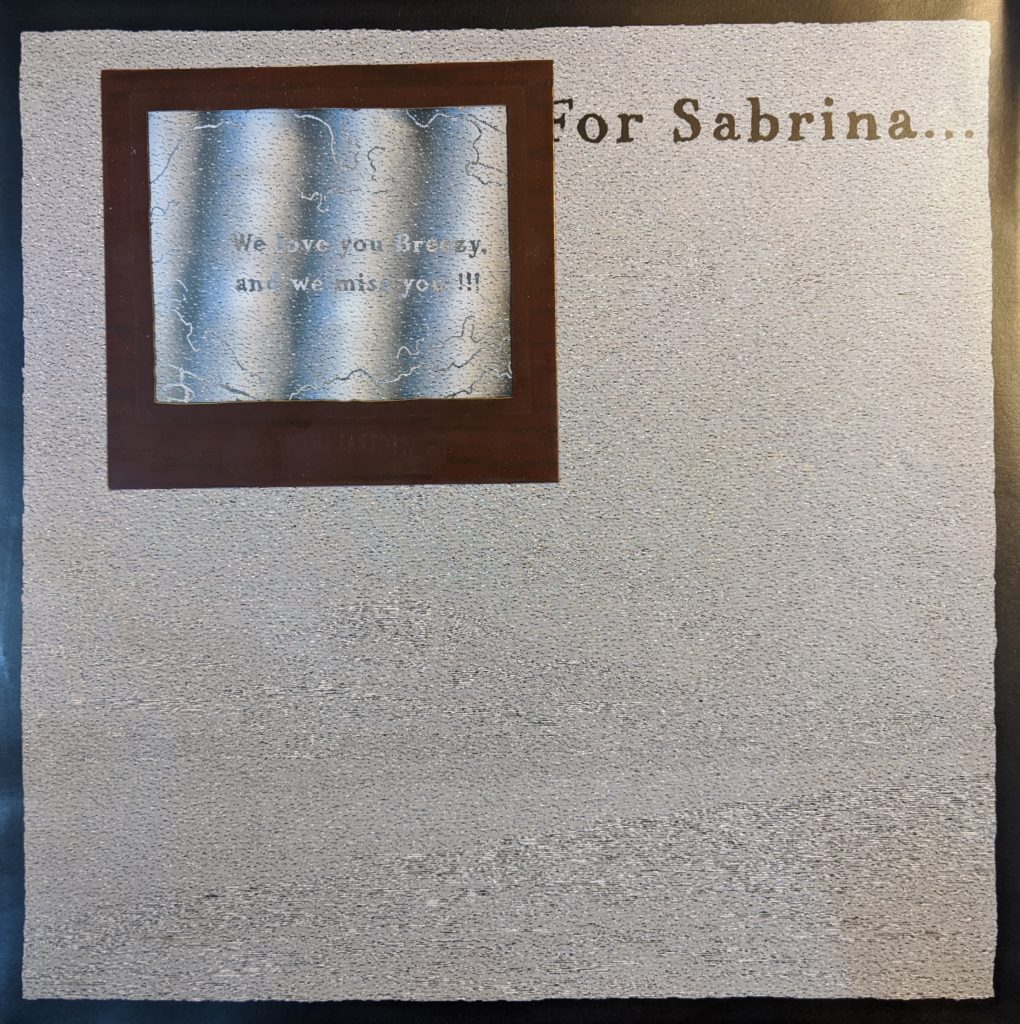 For Sabrina...
We love you Breezy,
and we miss you !!!